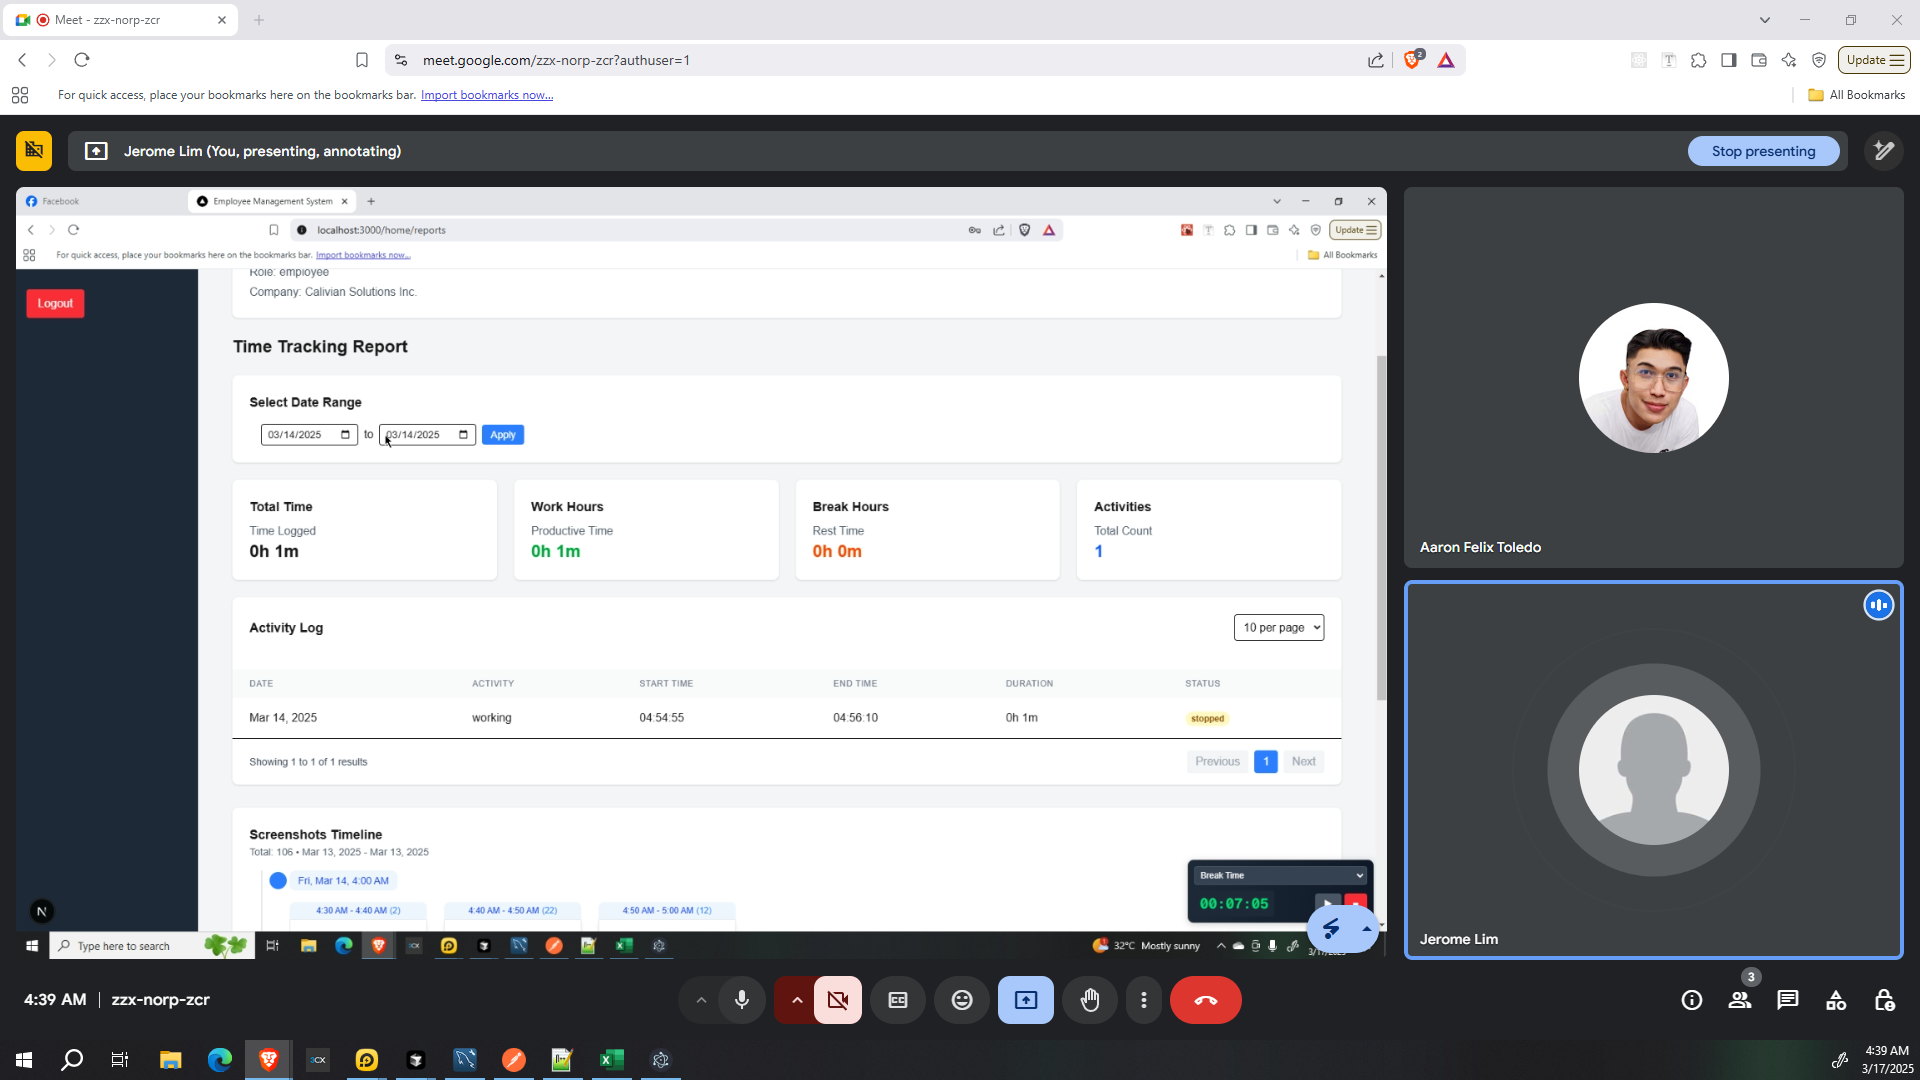 Meet - zzx-norp-zcr
meet.google.com/zzx-norp-zcr?authuser=1
2
Update
For quick access, place your bookmarks here on the bookmarks bar. Import bookmarks now...
All Bookmarks
Jerome Lim (You, presenting, annotating)
Stop presenting
Facebook
Employee Management System
localhost:3000/home/reports
Update
For quick access, place your bookmarks here on the bookmarks bar. Import bookmarks now...
All Bookmarks
Role: employee
Company: Calivian Solutions Inc.
Logout
Time Tracking Report
Select Date Range
03/14/2025 to 03/14/2025 Apply
Total Time
Time Logged
0h 1m
Work Hours
Productive Time
0h 1m
Break Hours
Rest Time
0h 0m
Activities
Total Count
1
Activity Log
10 per page
DATE ACTIVITY START TIME END TIME DURATION STATUS
Mar 14, 2025 working 04:54:55 04:56:10 0h 1m stopped
Showing 1 to 1 of 1 results
Previous 1 Next
Screenshots Timeline
Total: 106 • Mar 13, 2025 - Mar 13, 2025
Fri, Mar 14, 4:00 AM
4:30 AM - 4:40 AM (2) 4:40 AM - 4:50 AM (22) 4:50 AM - 5:00 AM (12)
Break Time
00:07:05
N
Type here to search
32°C Mostly sunny
Aaron Felix Toledo
Jerome Lim
4:39 AM | zzx-norp-zcr
3
4:39 AM
3/17/2025